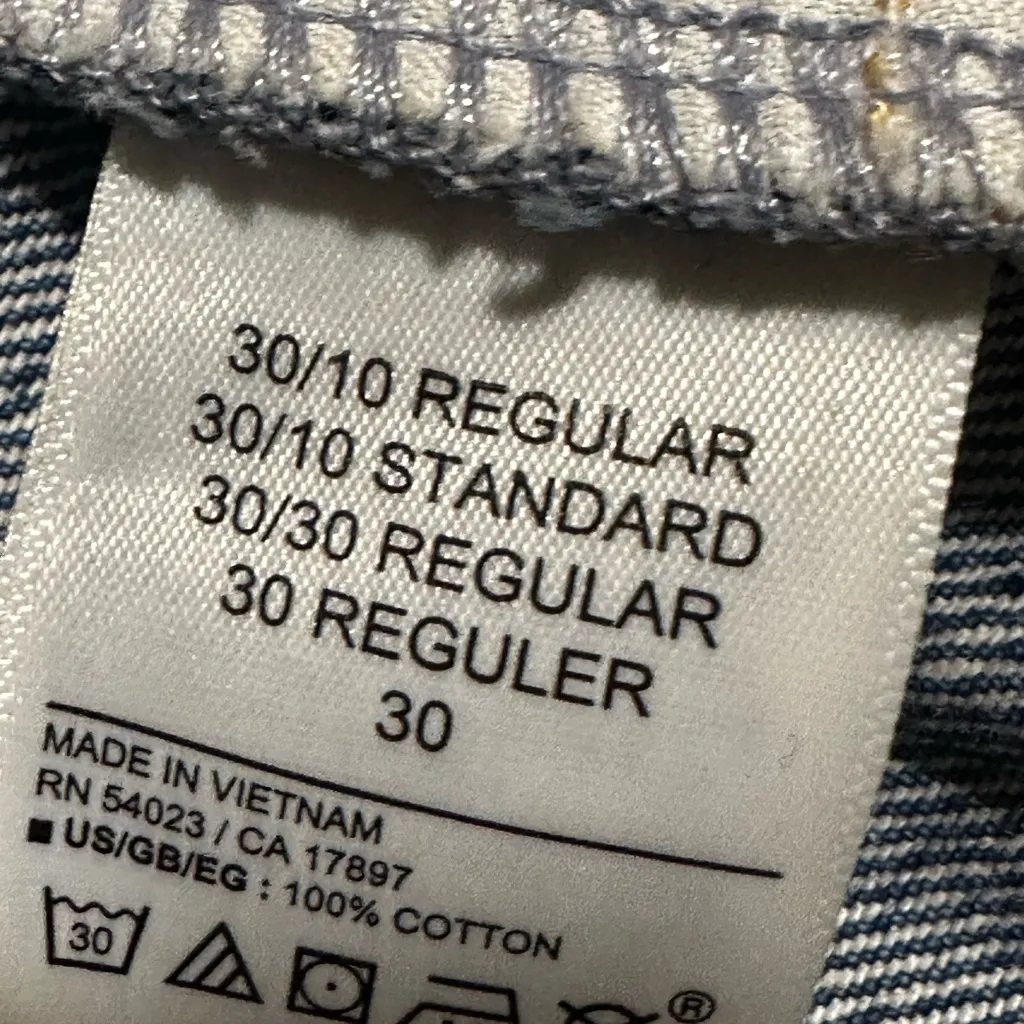 30/10 REGULAR
30/10 STANDARD
30/30 REGULAR
30 REGULER
30
MADE IN VIETNAM
RN 54023 / CA 17897
■ US/GB/EG : 100% COTTON
30
®